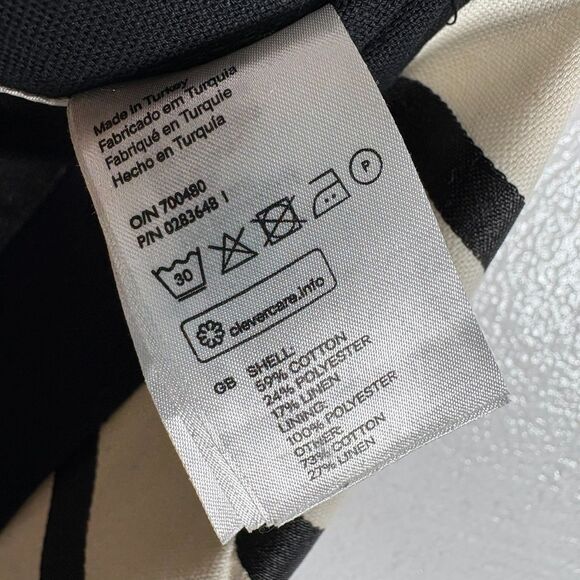 Made in Turkey
Fabricado em Turquia
Fabriqué en Turquie
Hecho en Turquía
O/N 700480
P/N 0283648 1
30
P
clevercare.info
GB SHELL:
59% COTTON
24% POLYESTER
17% LINEN
LINING:
100% POLYESTER
OTHER:
73% COTTON
27% LINEN